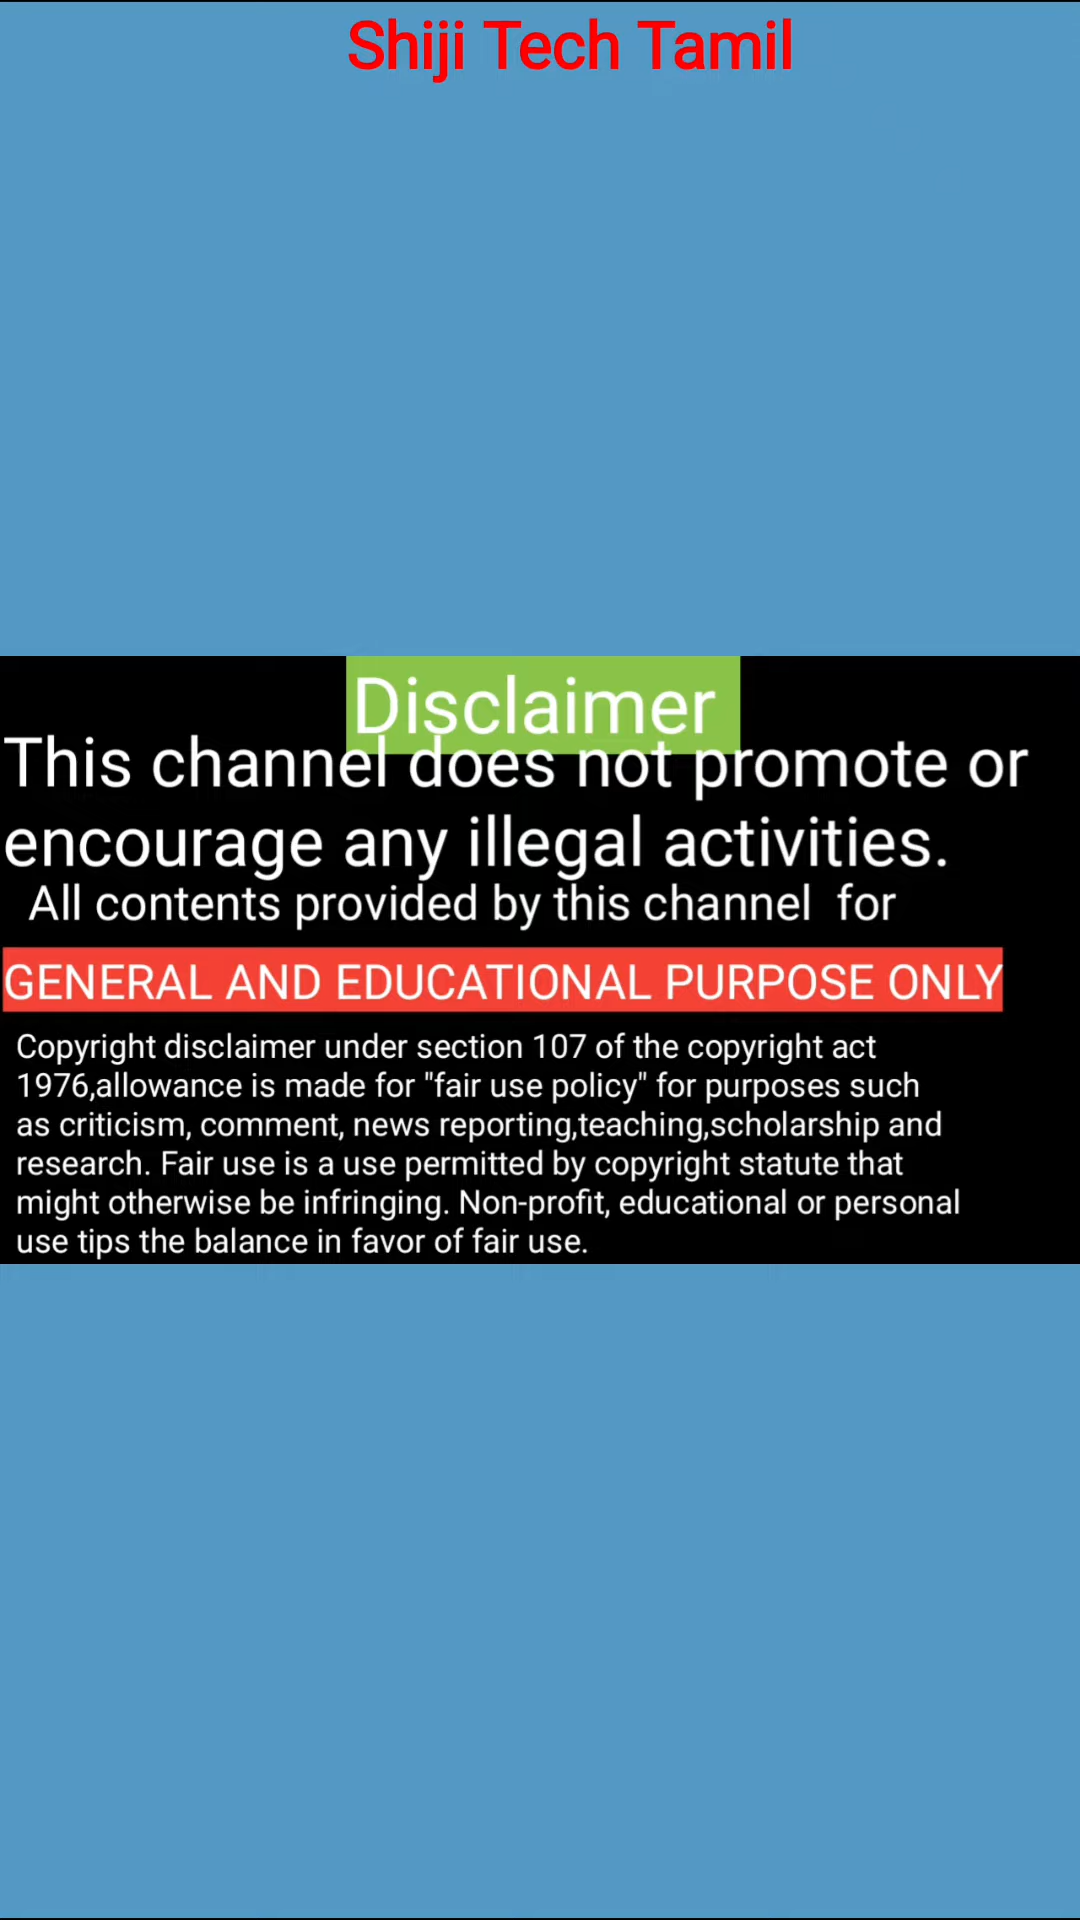 Shiji Tech Tamil
Disclaimer
This channel does not promote or
encourage any illegal activities.
All contents provided by this channel for
GENERAL AND EDUCATIONAL PURPOSE ONLY
Copyright disclaimer under section 107 of the copyright act
1976,allowance is made for "fair use policy" for purposes such
as criticism, comment, news reporting,teaching,scholarship and
research. Fair use is a use permitted by copyright statute that
might otherwise be infringing. Non-profit, educational or personal
use tips the balance in favor of fair use.